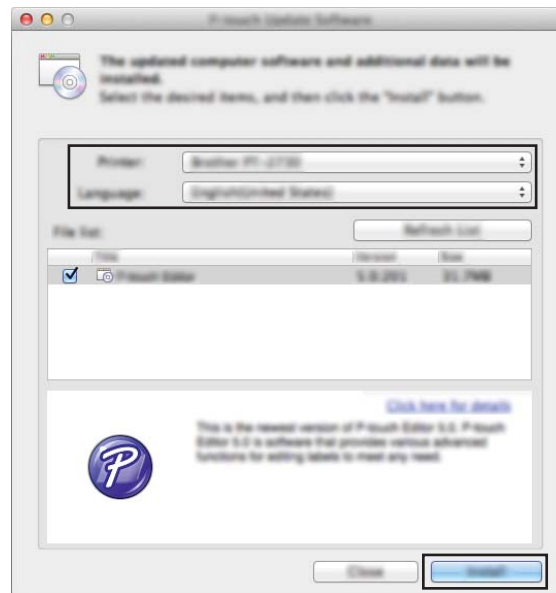 P-touch Update Software
The updated computer software and additional data will be
installed.
Select the desired items, and then click the "Install" button.
Printer: Brother PT-2730
Language: English(United States)
File list: Refresh List
Title Version Size
P-touch Editor 5.0.201 31.7MB
Click here for details
This is the newest version of P-touch Editor 5.0. P-touch
Editor 5.0 is software that provides various advanced
functions for editing labels to meet any need.
P
Close Install